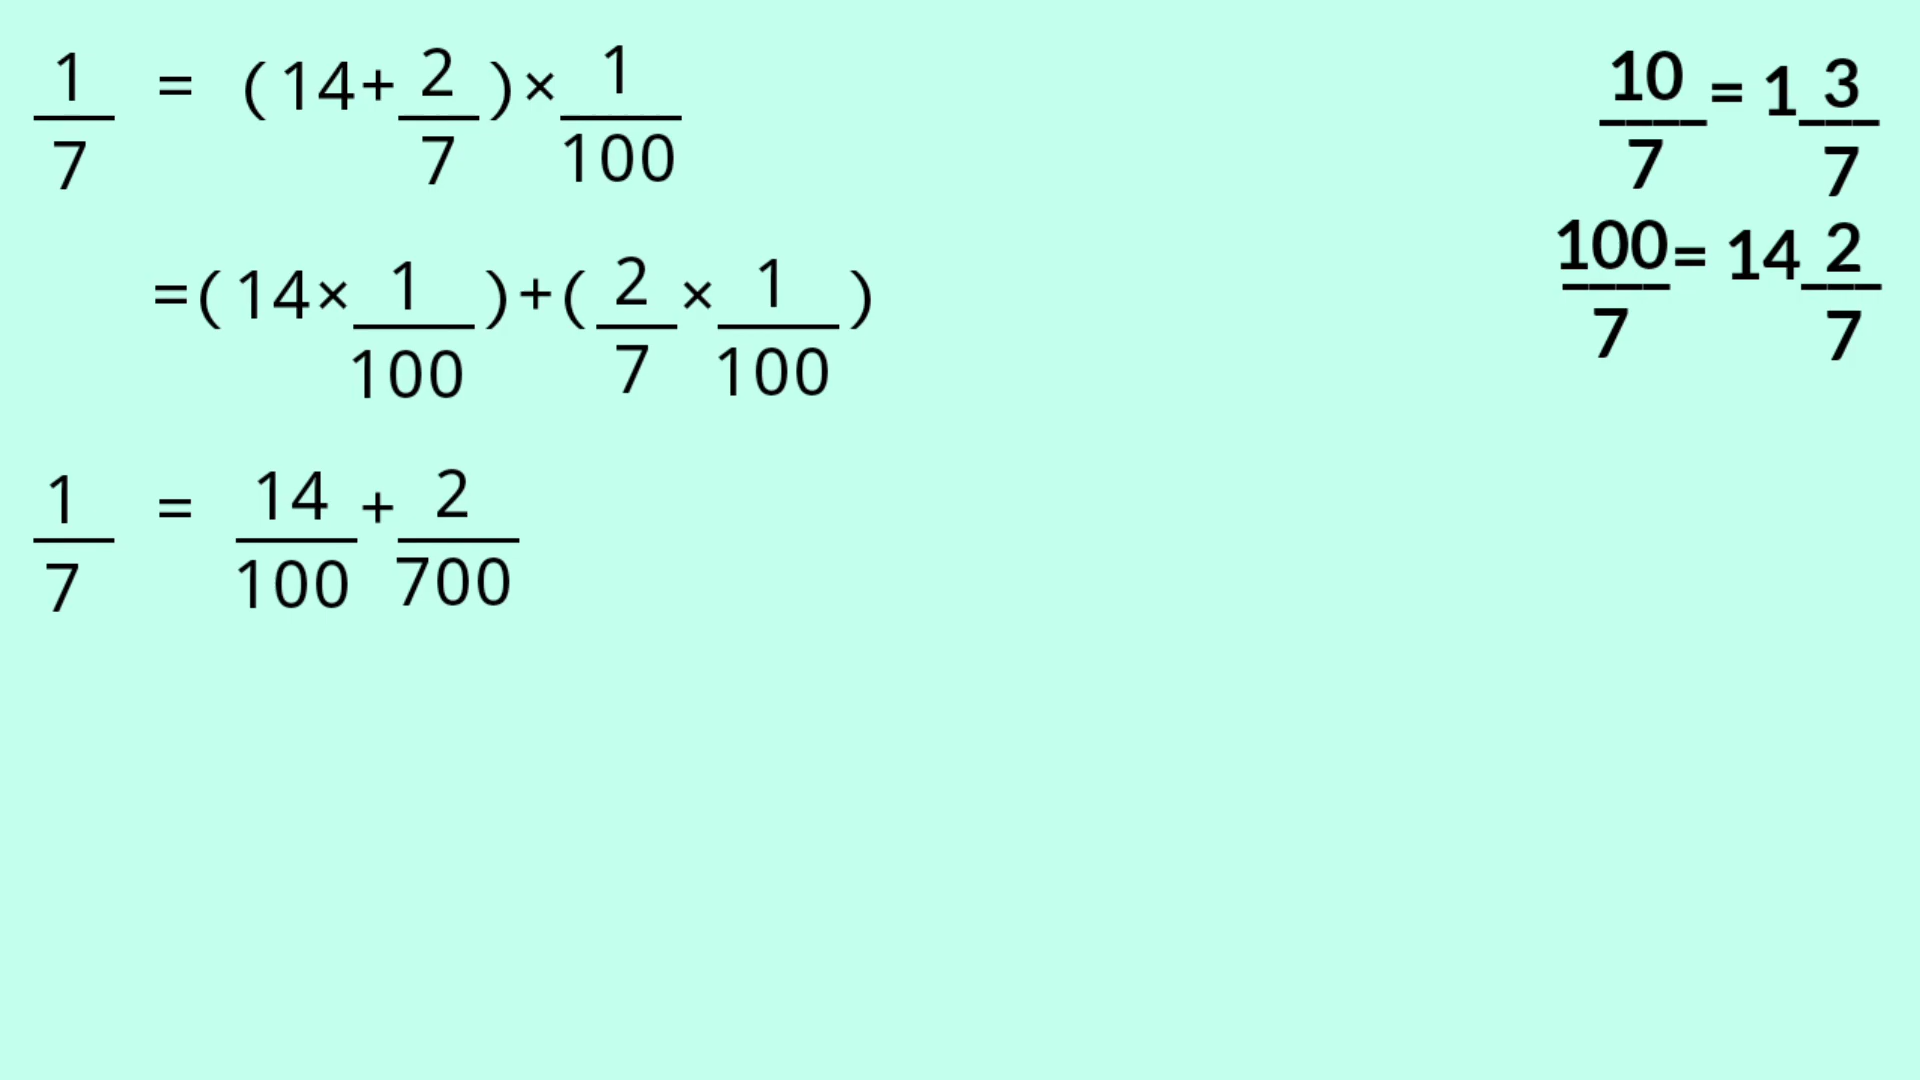 1/7 = (14+2/7)×1/100
=(14×1/100)+(2/7×1/100)
1/7 = 14/100+2/700
10/7=1 3/7
100/7=14 2/7